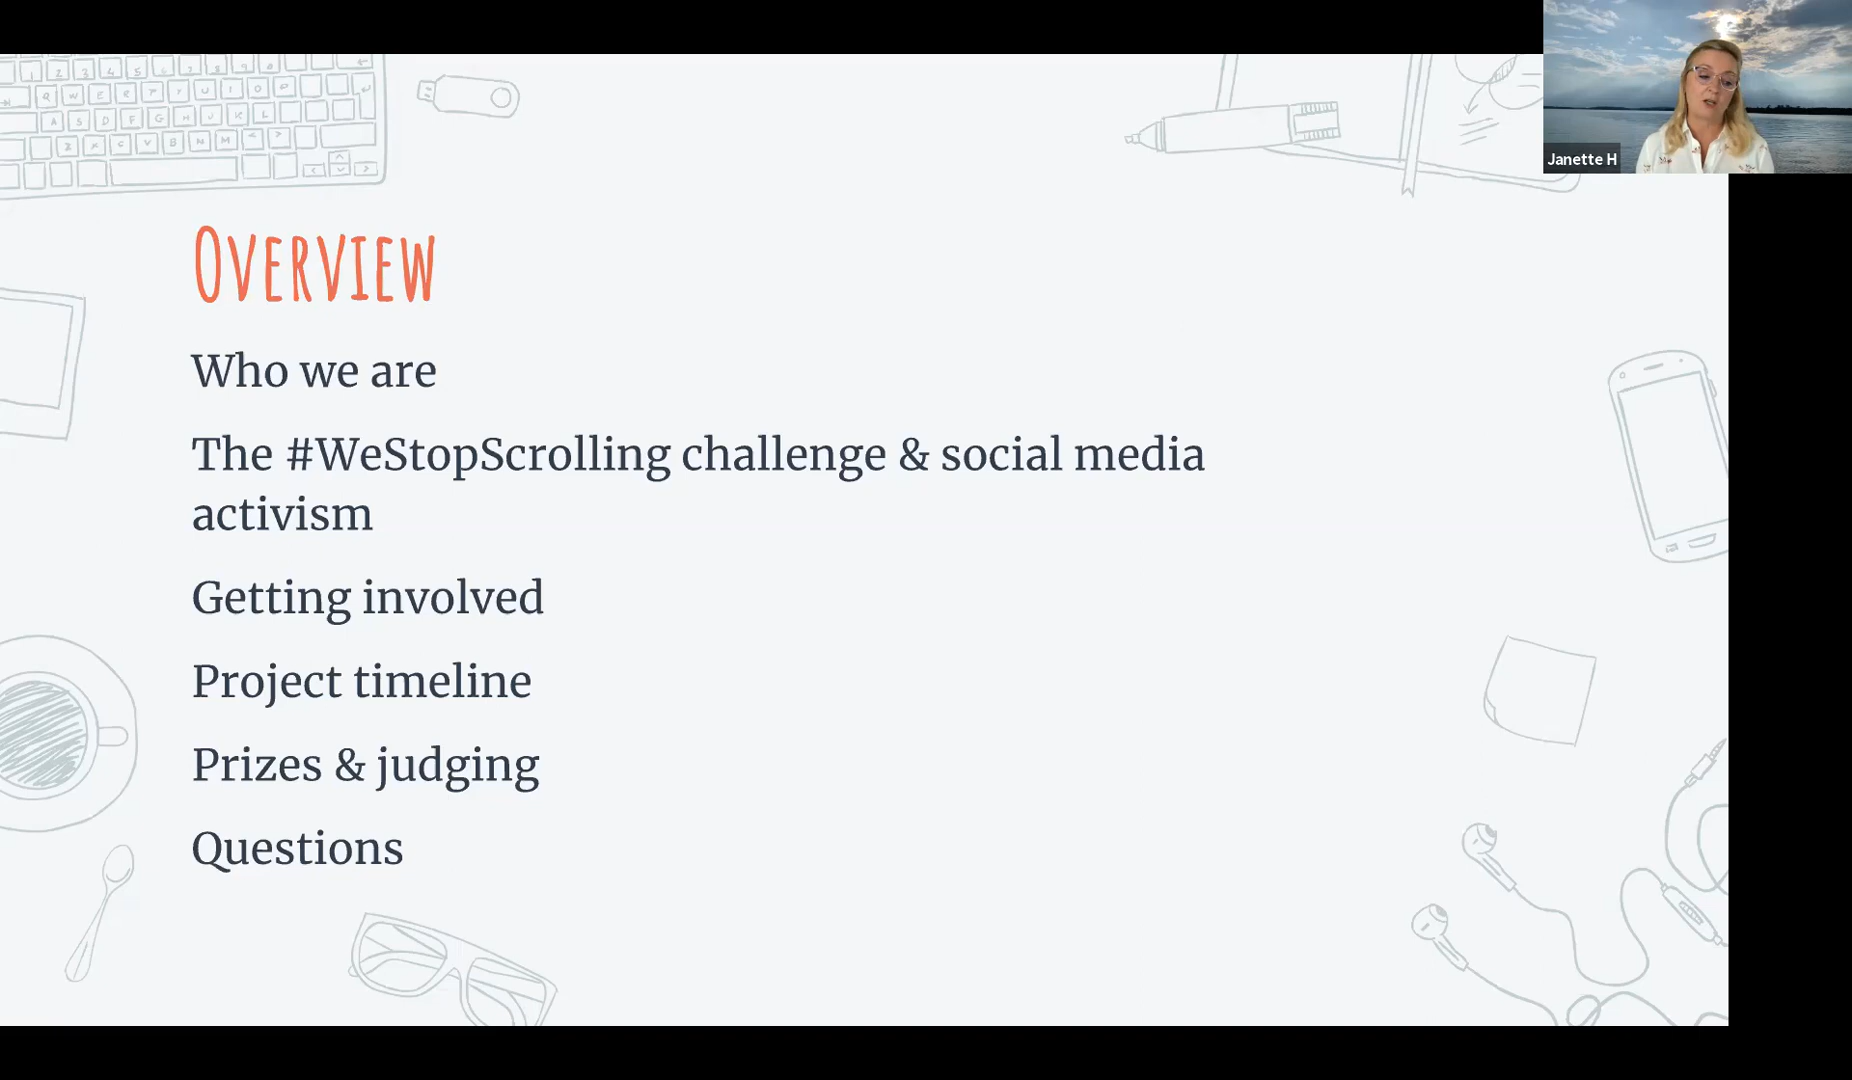 Janette H
Overview
Who we are
The #WeStopScrolling challenge & social media
activism
Getting involved
Project timeline
Prizes & judging
Questions